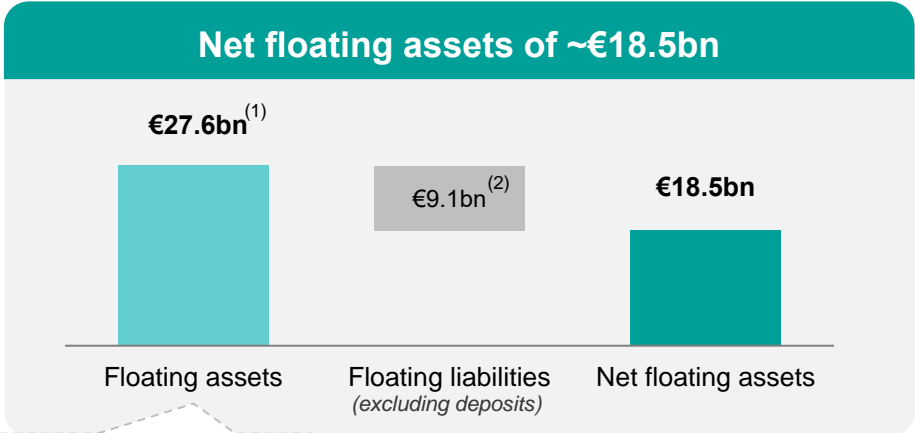 Net floating assets of ~€18.5bn
€27.6bn(1)
€9.1bn(2)
€18.5bn
Floating assets
Floating liabilities
(excluding deposits)
Net floating assets